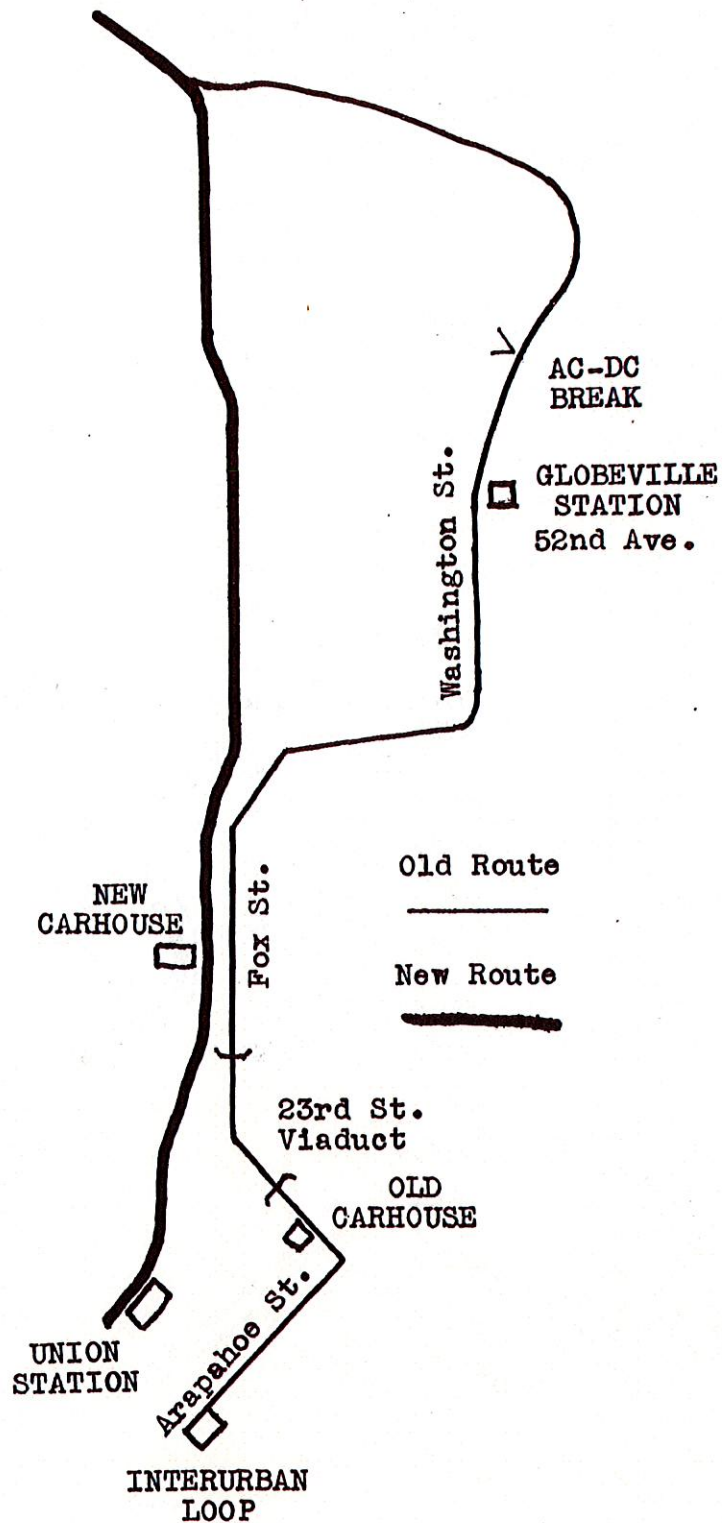 AC-DC
BREAK
GLOBEVILLE
STATION
52nd Ave.
Washington St.
Old Route
New Route
NEW
CARHOUSE
Fox St.
23rd St.
Viaduct
OLD
CARHOUSE
Arapahoe St.
UNION
STATION
INTERURBAN
LOOP